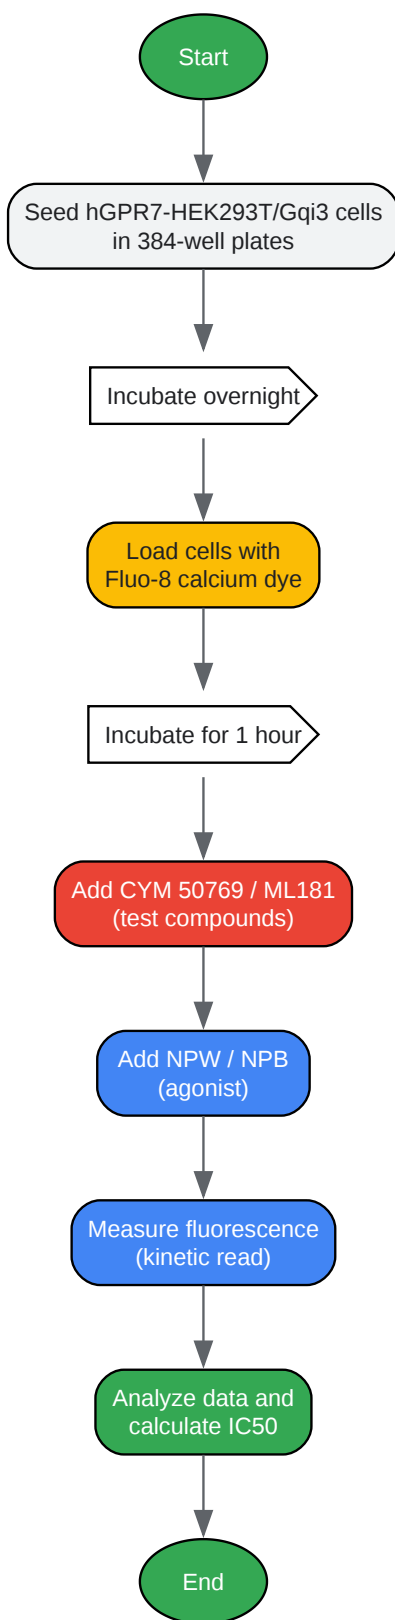 Start
Seed hGPR7-HEK293T/Gqi3 cells
in 384-well plates
Incubate overnight
Load cells with
Fluo-8 calcium dye
Incubate for 1 hour
Add CYM 50769 / ML181
(test compounds)
Add NPW / NPB
(agonist)
Measure fluorescence
(kinetic read)
Analyze data and
calculate IC50
End